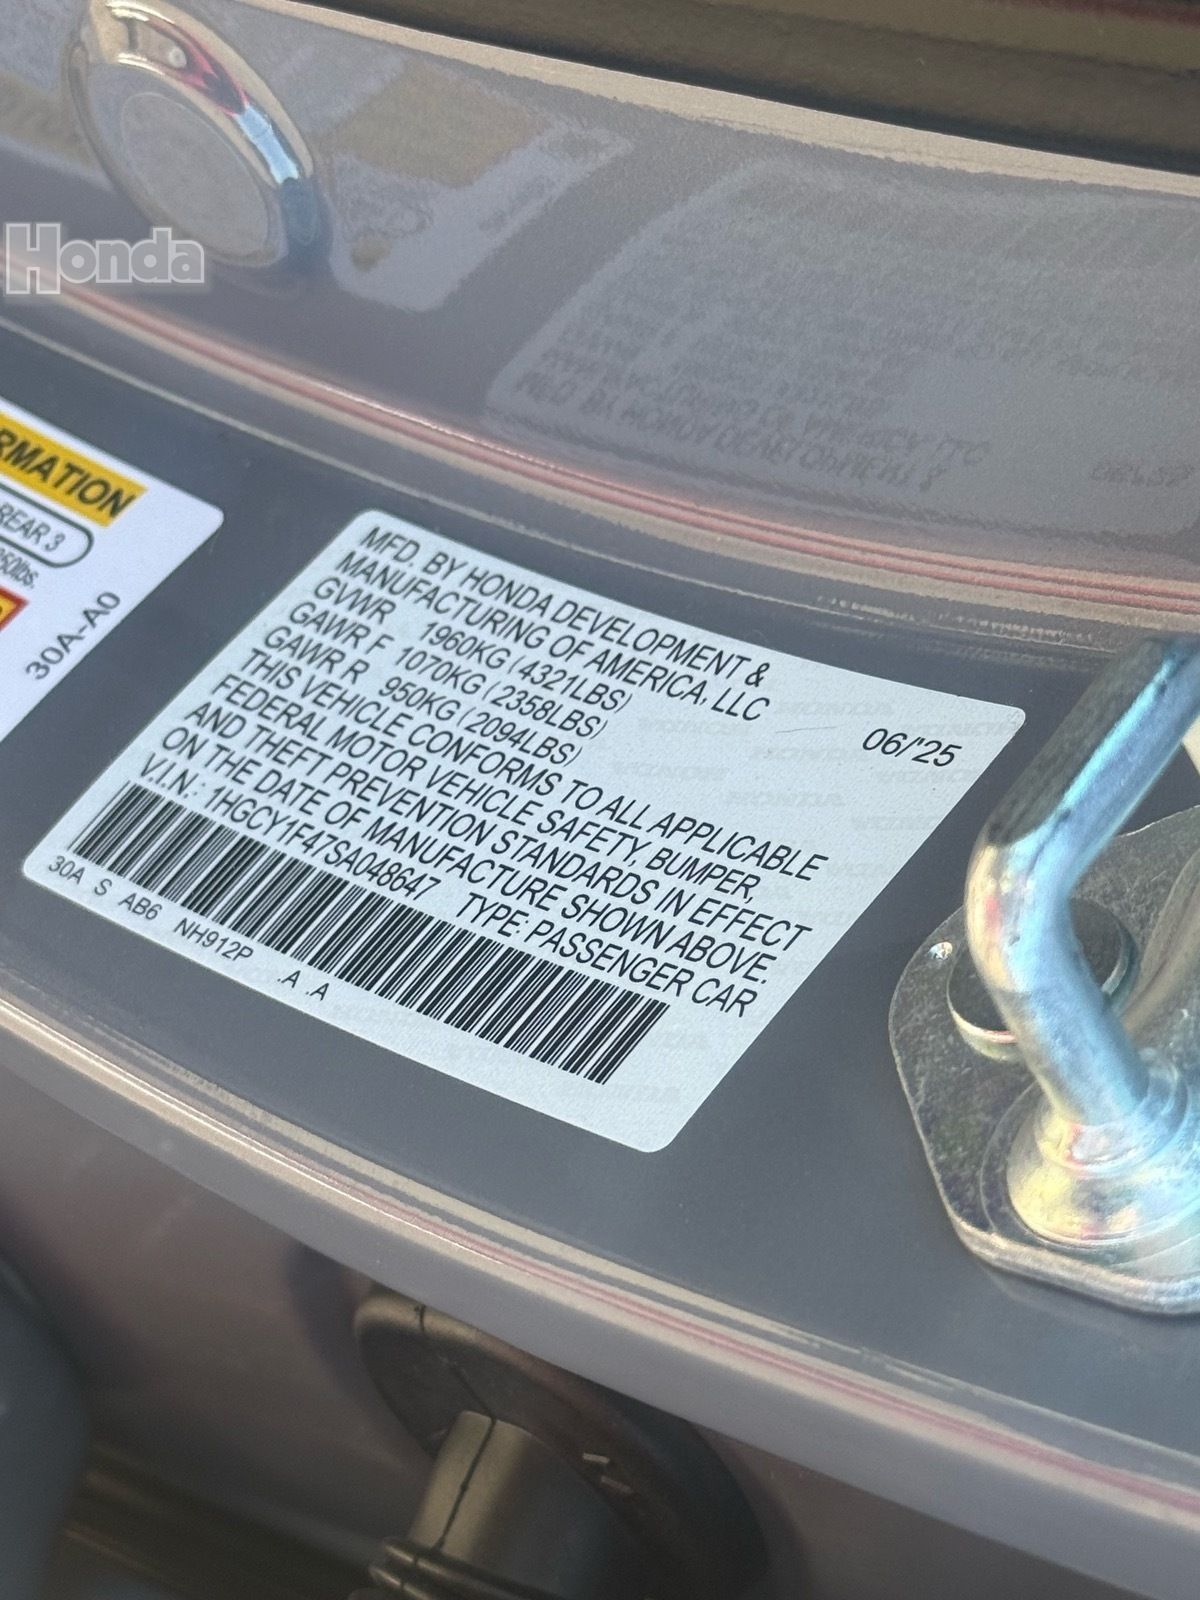 Honda
RMATION
REAR 3
30A-A0
MFD. BY HONDA DEVELOPMENT &
MANUFACTURING OF AMERICA, LLC
GVWR 1960KG (4321LBS)
GAWR F 1070KG (2358LBS)
GAWR R 950KG (2094LBS)
06/'25
THIS VEHICLE CONFORMS TO ALL APPLICABLE
FEDERAL MOTOR VEHICLE SAFETY, BUMPER,
AND THEFT PREVENTION STANDARDS IN EFFECT
ON THE DATE OF MANUFACTURE SHOWN ABOVE.
V.I.N.: 1HGCY1F47SA048647 TYPE: PASSENGER CAR
30A S AB6 NH912P .A .A